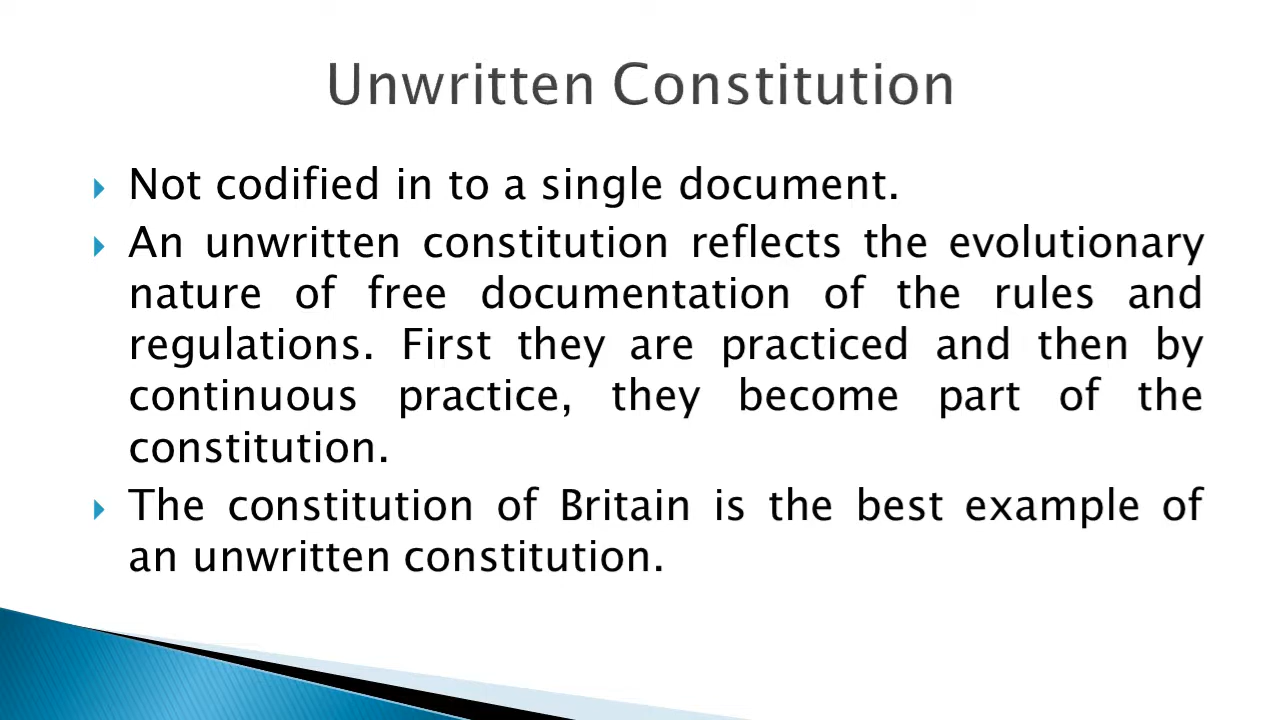 Unwritten Constitution
Not codified in to a single document.
An unwritten constitution reflects the evolutionary
nature of free documentation of the rules and
regulations. First they are practiced and then by
continuous practice, they become part of the
constitution.
The constitution of Britain is the best example of
an unwritten constitution.